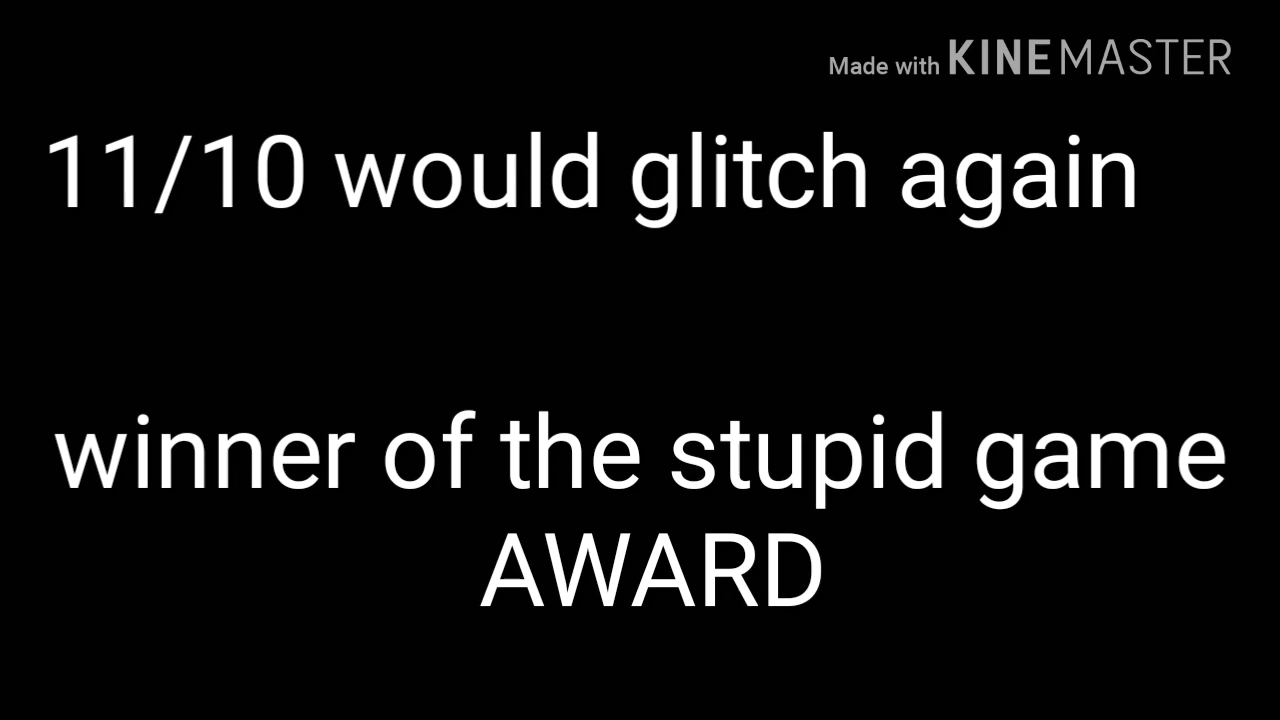 Made with KINEMASTER
11/10 would glitch again
winner of the stupid game
AWARD